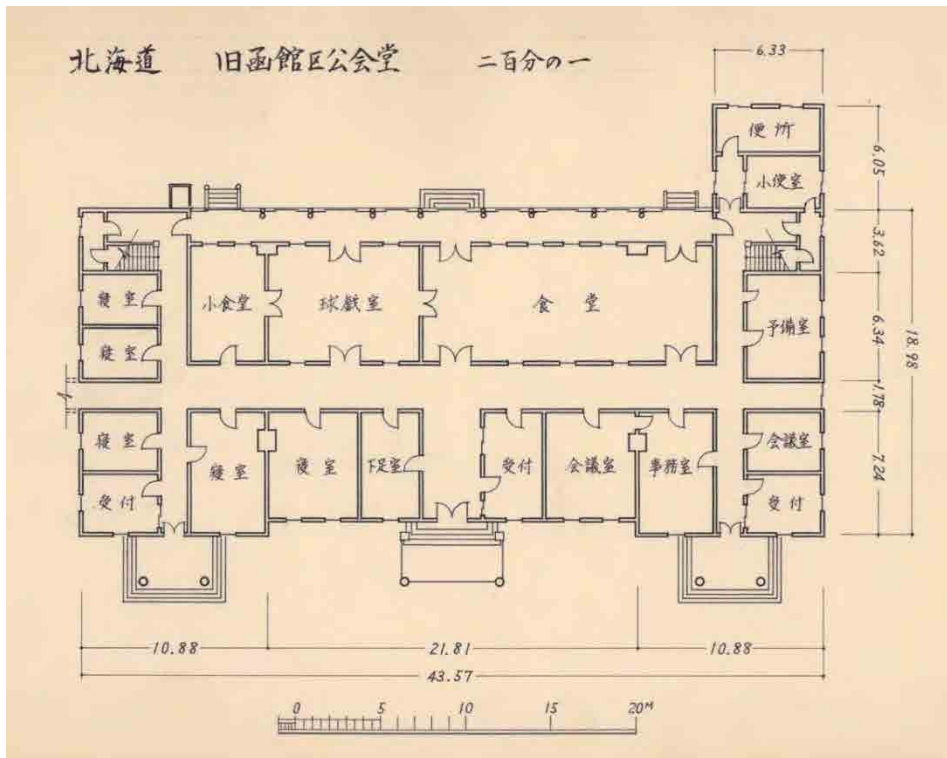 北海道　旧函館区公会堂　二百分の一
6.33
便所
小便室
6.05
3.62
6.34
1.78
7.24
18.98
小食堂
球戯室
食堂
寝室
寝室
予備室
寝室
受付
寝室
寝室
下足室
受付
会議室
事務室
会議室
受付
10.88
21.81
10.88
43.57
0 5 10 15 20M